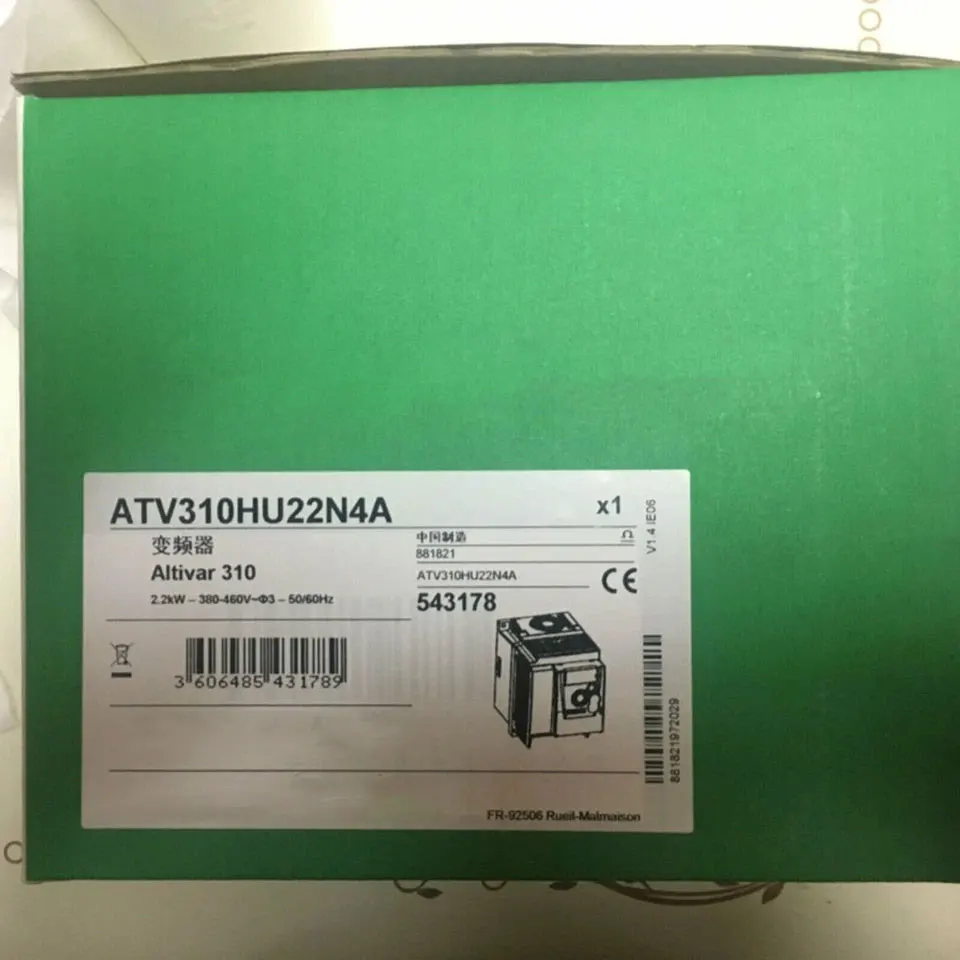 ATV310HU22N4A
x1
变频器
Altivar 310
2.2kW – 380-460V~Φ3 – 50/60Hz
中国制造
881821
ATV310HU22N4A
CE
543178
V1.4 IE06
3 606485 431789
881821972029
FR-92506 Rueil-Malmaison